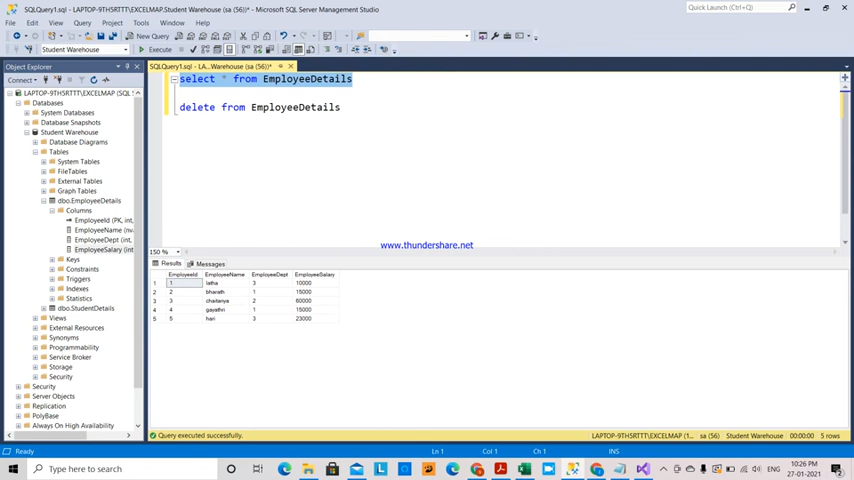 SQLQuery1.sql - LAPTOP-9TH5RTTT\EXCELMAP.Student Warehouse (sa (56))* - Microsoft SQL Server Management Studio
Quick Launch (Ctrl+Q)
File Edit View Query Project Tools Window Help
New Query
Student Warehouse
Execute
Object Explorer
SQLQuery1.sql - LA...Warehouse (sa (56))*
Connect
LAPTOP-9TH5RTTT\EXCELMAP (SQL S
Databases
System Databases
Database Snapshots
Student Warehouse
Database Diagrams
Tables
System Tables
FileTables
External Tables
Graph Tables
dbo.EmployeeDetails
Columns
EmployeeId (PK, int,
EmployeeName (nva
EmployeeDept (int,
EmployeeSalary (int
Keys
Constraints
Triggers
Indexes
Statistics
dbo.StudentDetails
Views
External Resources
Synonyms
Programmability
Service Broker
Storage
Security
Security
Server Objects
Replication
PolyBase
Always On High Availability
select * from EmployeeDetails
delete from EmployeeDetails
www.thundershare.net
150 %
Results Messages
EmployeeId EmployeeName EmployeeDept EmployeeSalary
1 1 latha 3 10000
2 2 bharath 1 15000
3 3 chaitanya 2 60000
4 4 gayathri 1 15000
5 5 hari 3 23000
Query executed successfully.
LAPTOP-9TH5RTTT\EXCELMAP (1... sa (56) Student Warehouse 00:00:00 5 rows
Ready
Ln 1 Col 1 Ch 1 INS
Type here to search
ENG
10:26 PM
27-01-2021
2